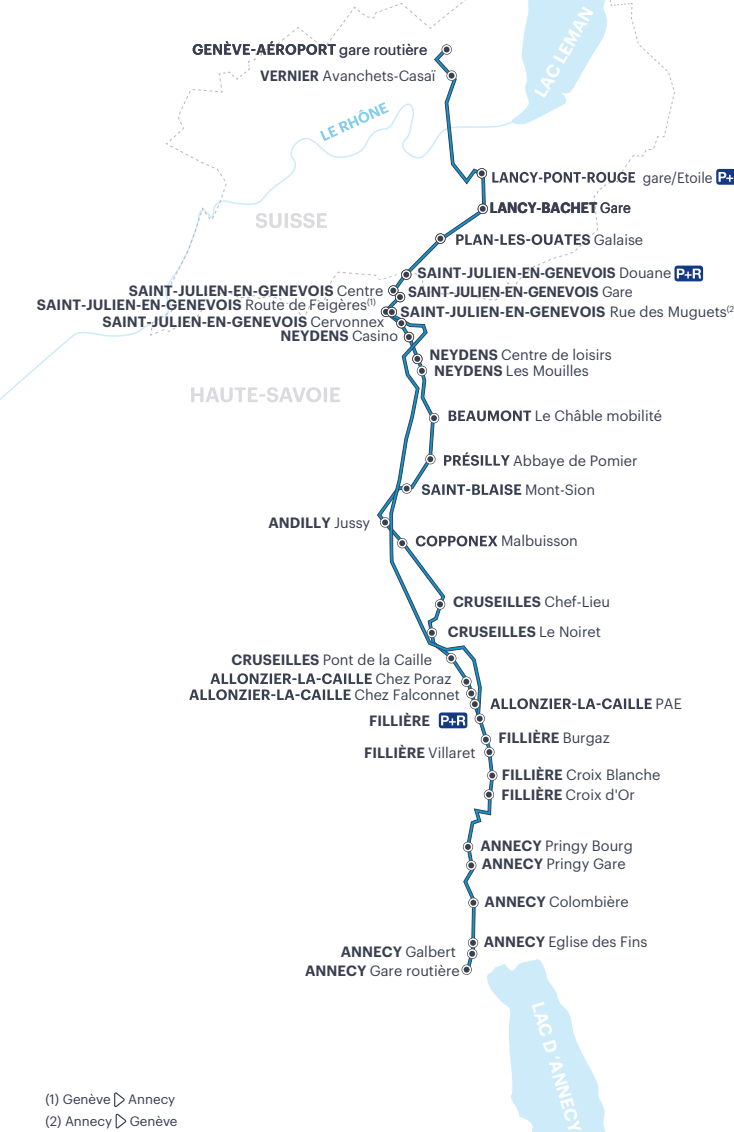 LAC LEMAN
GENÈVE-AÉROPORT gare routière
VERNIER Avanchets-Casaï
LE RHÔNE
LANCY-PONT-ROUGE gare/Etoile P+
LANCY-BACHET Gare
SUISSE
PLAN-LES-OUATES Galaise
SAINT-JULIEN-EN-GENEVOIS Douane P+R
SAINT-JULIEN-EN-GENEVOIS Centre
SAINT-JULIEN-EN-GENEVOIS Gare
SAINT-JULIEN-EN-GENEVOIS Route de Feigères(1)
SAINT-JULIEN-EN-GENEVOIS Rue des Muguets(2
SAINT-JULIEN-EN-GENEVOIS Cervonnex
NEYDENS Casino
NEYDENS Centre de loisirs
NEYDENS Les Mouilles
HAUTE-SAVOIE
BEAUMONT Le Châble mobilité
PRÉSILLY Abbaye de Pomier
SAINT-BLAISE Mont-Sion
ANDILLY Jussy
COPPONEX Malbuisson
CRUSEILLES Chef-Lieu
CRUSEILLES Le Noiret
CRUSEILLES Pont de la Caille
ALLONZIER-LA-CAILLE Chez Poraz
ALLONZIER-LA-CAILLE Chez Falconnet
ALLONZIER-LA-CAILLE PAE
FILLIÈRE P+R
FILLIÈRE Burgaz
FILLIÈRE Villaret
FILLIÈRE Croix Blanche
FILLIÈRE Croix d'Or
ANNECY Pringy Bourg
ANNECY Pringy Gare
ANNECY Colombière
ANNECY Eglise des Fins
ANNECY Galbert
ANNECY Gare routière
LAC D 'ANNECY
(1) Genève ▷ Annecy
(2) Annecy ▷ Genève